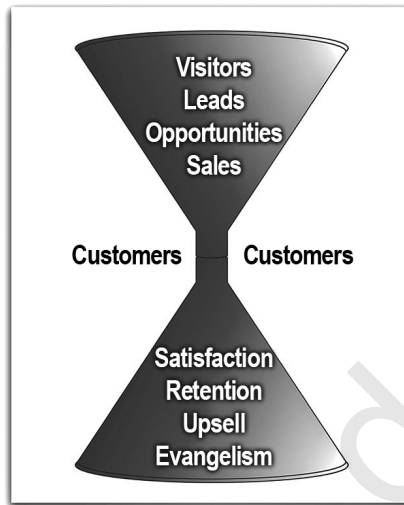 Visitors
Leads
Opportunities
Sales
Customers Customers
Satisfaction
Retention
Upsell
Evangelism